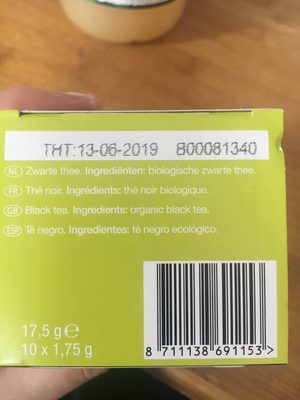 THT:13-06-2019 800081340
NL Zwarte thee. Ingrediënten: biologische zwarte thee.
FR Thé noir. Ingrédients: thé noir biologique.
GB Black tea. Ingredients: organic black tea.
ESP Té negro. Ingredientes: té negro ecológico.
17,5 g℮
10 x 1,75 g
8 711138 691153 >